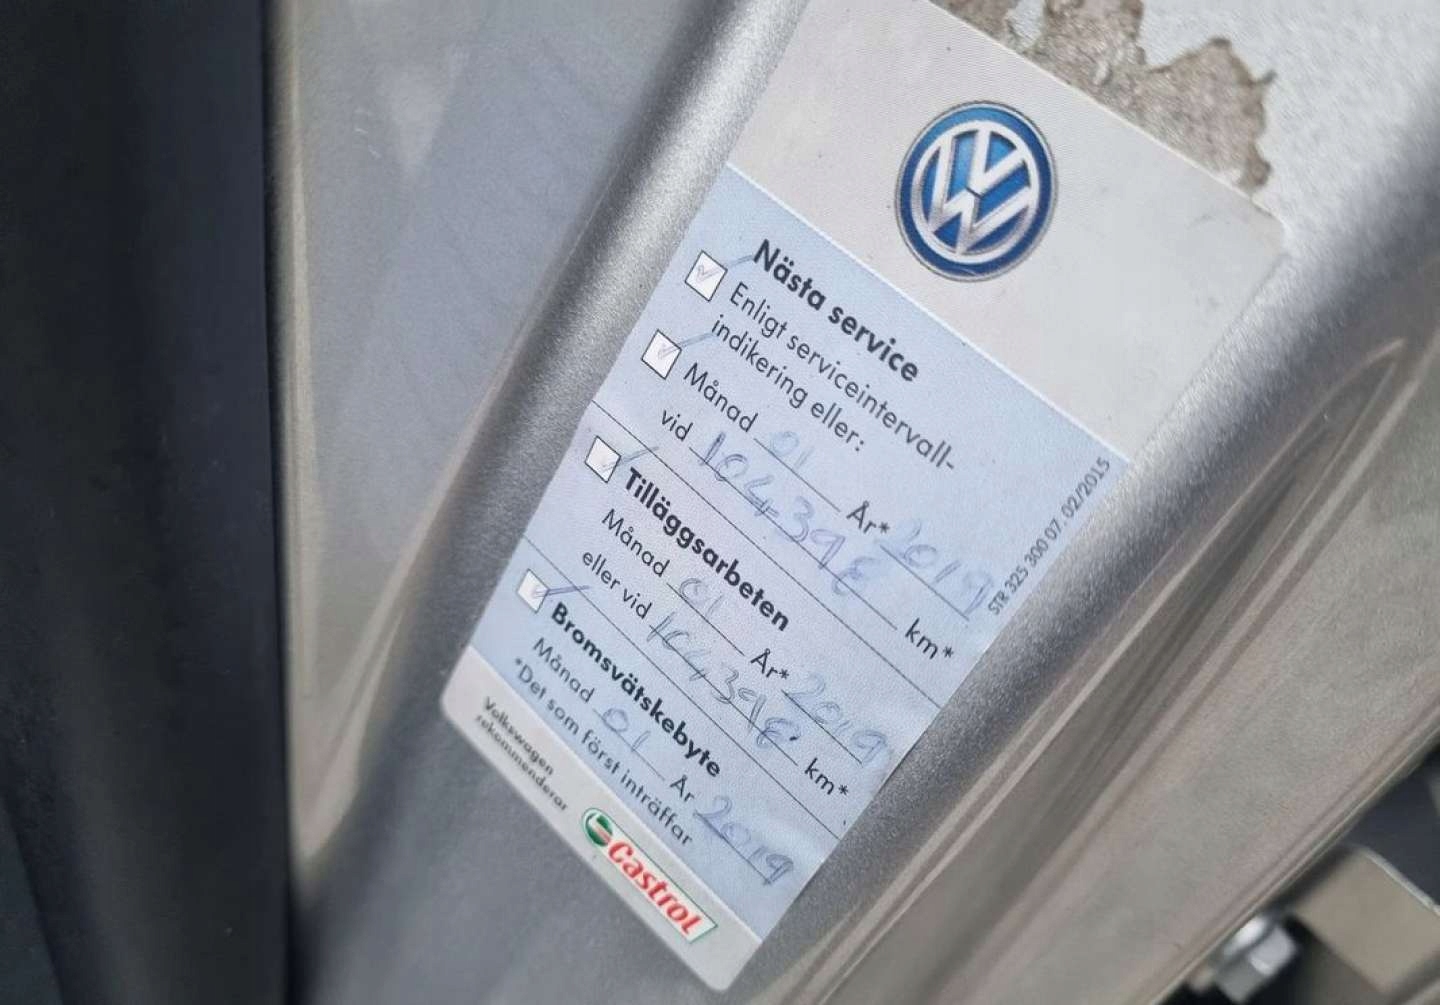 Nästa service
Enligt serviceintervall-
indikering eller:
Månad 01 År* 2019
vid 104398 km*
Tilläggsarbeten
Månad 01 År* 2019
eller vid 104398 km*
Bromsvätskebyte
Månad 01 År 2019
*Det som först inträffar
STR 325 300 07. 02/2015
Volkswagen
rekommenderar
Castrol